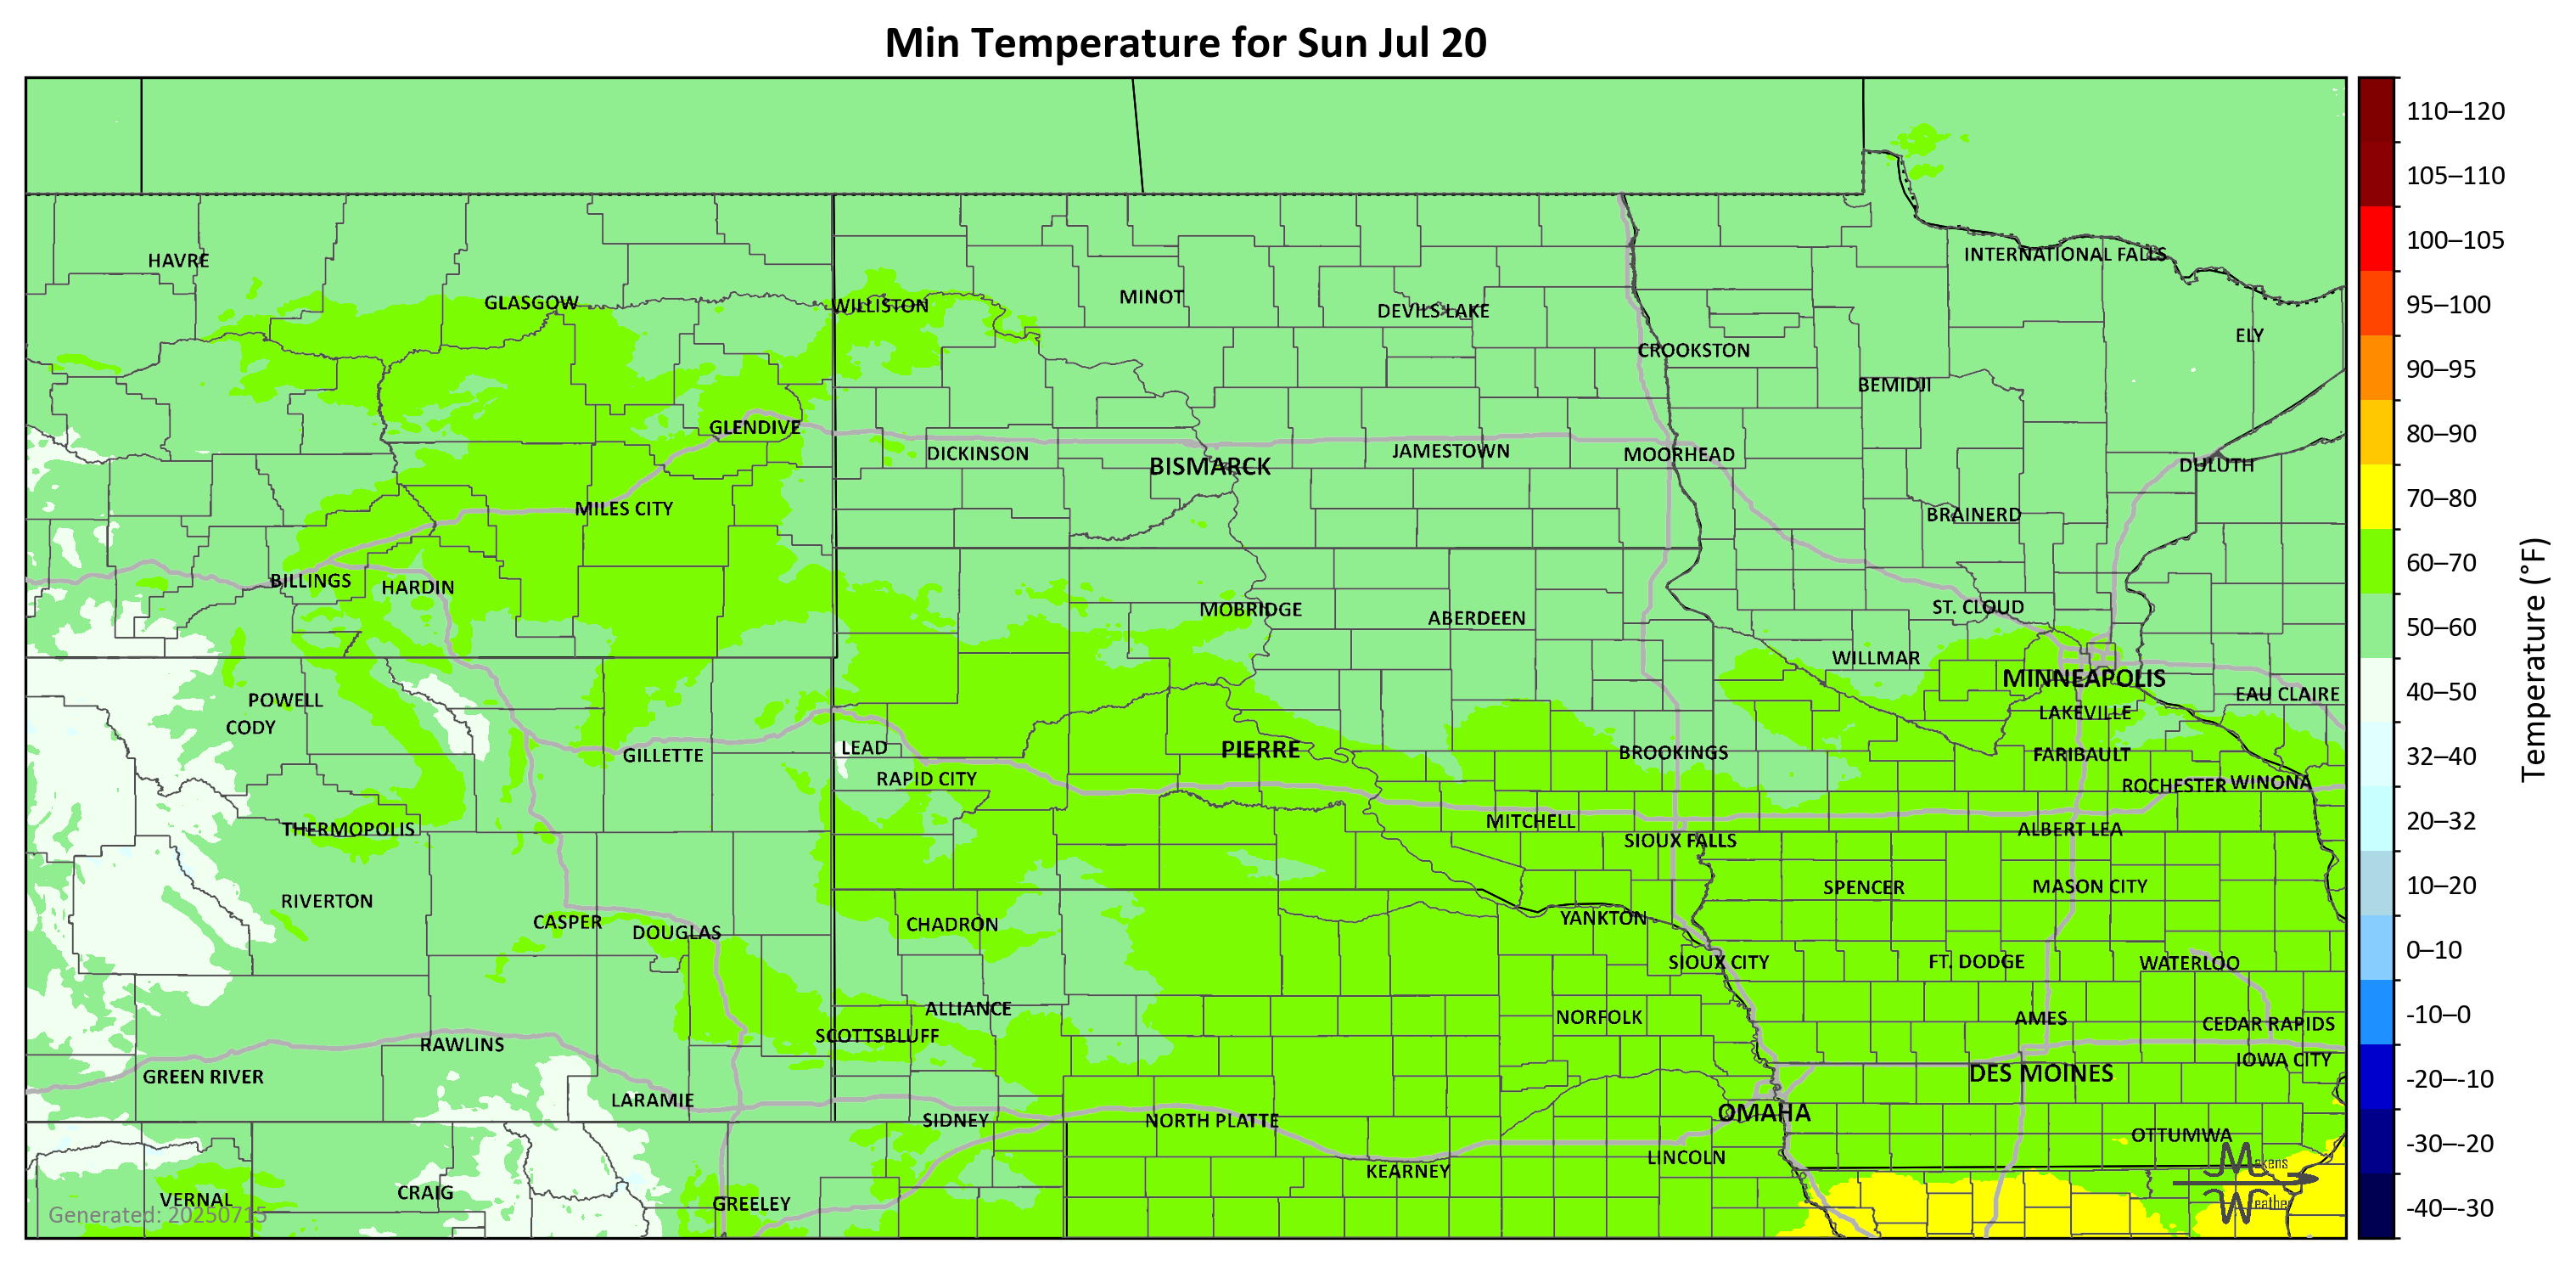 Min Temperature for Sun Jul 20
HAVRE
GLASGOW
WILLISTON
MINOT
DEVILS LAKE
INTERNATIONAL FALLS
ELY
CROOKSTON
BEMIDJI
GLENDIVE
DICKINSON
BISMARCK
JAMESTOWN
MOORHEAD
DULUTH
MILES CITY
BRAINERD
BILLINGS
HARDIN
MOBRIDGE
ABERDEEN
ST. CLOUD
WILLMAR
MINNEAPOLIS
EAU CLAIRE
POWELL
CODY
LAKEVILLE
GILLETTE
LEAD
PIERRE
BROOKINGS
FARIBAULT
RAPID CITY
ROCHESTER
WINONA
THERMOPOLIS
MITCHELL
SIOUX FALLS
ALBERT LEA
SPENCER
MASON CITY
RIVERTON
CASPER
DOUGLAS
CHADRON
YANKTON
SIOUX CITY
FT. DODGE
WATERLOO
ALLIANCE
SCOTTSBLUFF
NORFOLK
AMES
CEDAR RAPIDS
RAWLINS
IOWA CITY
GREEN RIVER
DES MOINES
LARAMIE
SIDNEY
NORTH PLATTE
OMAHA
OTTUMWA
KEARNEY
LINCOLN
VERNAL
CRAIG
GREELEY
Generated: 20250715
Makens
Weather
110–120
105–110
100–105
95–100
90–95
80–90
70–80
60–70
50–60
40–50
32–40
20–32
10–20
0–10
-10–0
-20–-10
-30–-20
-40–-30
Temperature (°F)